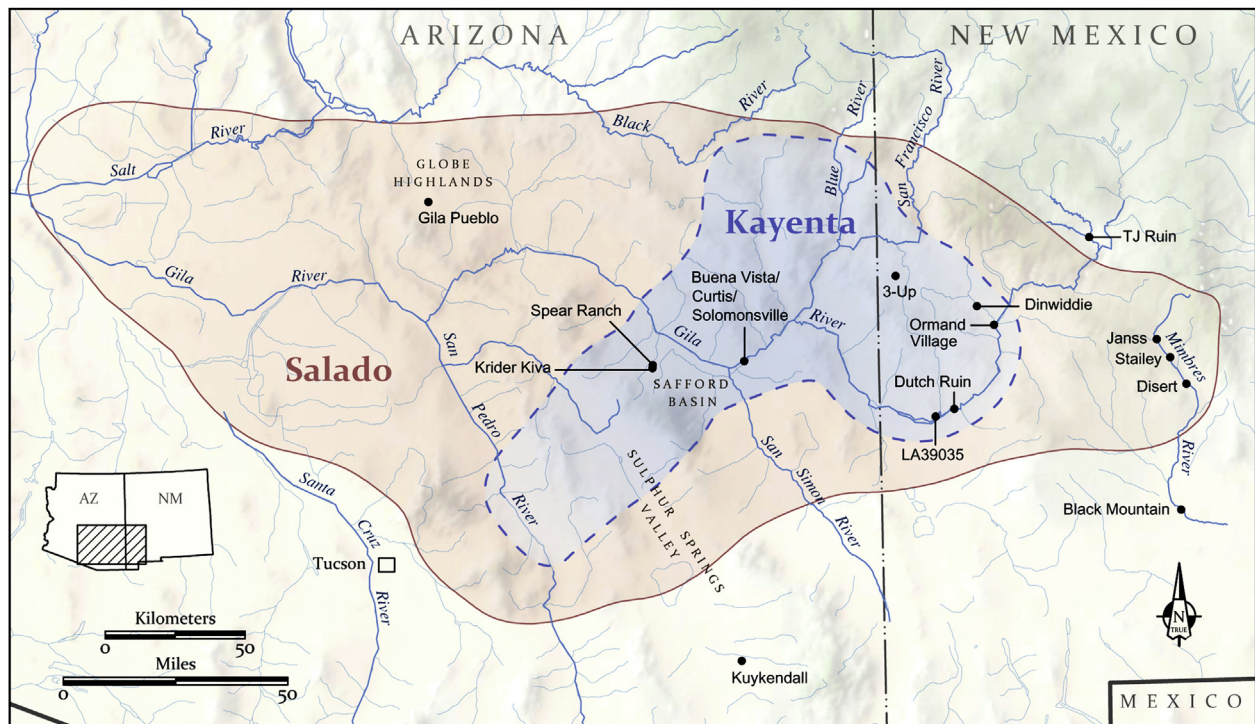 ARIZONA
NEW MEXICO
Salt
River
Black
River
Blue
River
San
Francisco
River
GLOBE
HIGHLANDS
Gila Pueblo
Kayenta
TJ Ruin
Gila
River
Buena Vista/
Curtis/
Solomonsville
3-Up
Dinwiddie
Spear Ranch
Gila
River
Ormand
Village
Janss
Mimbres
Stailey
San
Krider Kiva
Salado
SAFFORD
BASIN
Dutch Ruin
Disert
Pedro
LA39035
River
San
Simon
River
SULPHUR SPRINGS
VALLEY
River
Black Mountain
Santa
Cruz
River
AZ
NM
Tucson
Kilometers
0 50
Miles
0 50
N
TRUE
Kuykendall
MEXICO